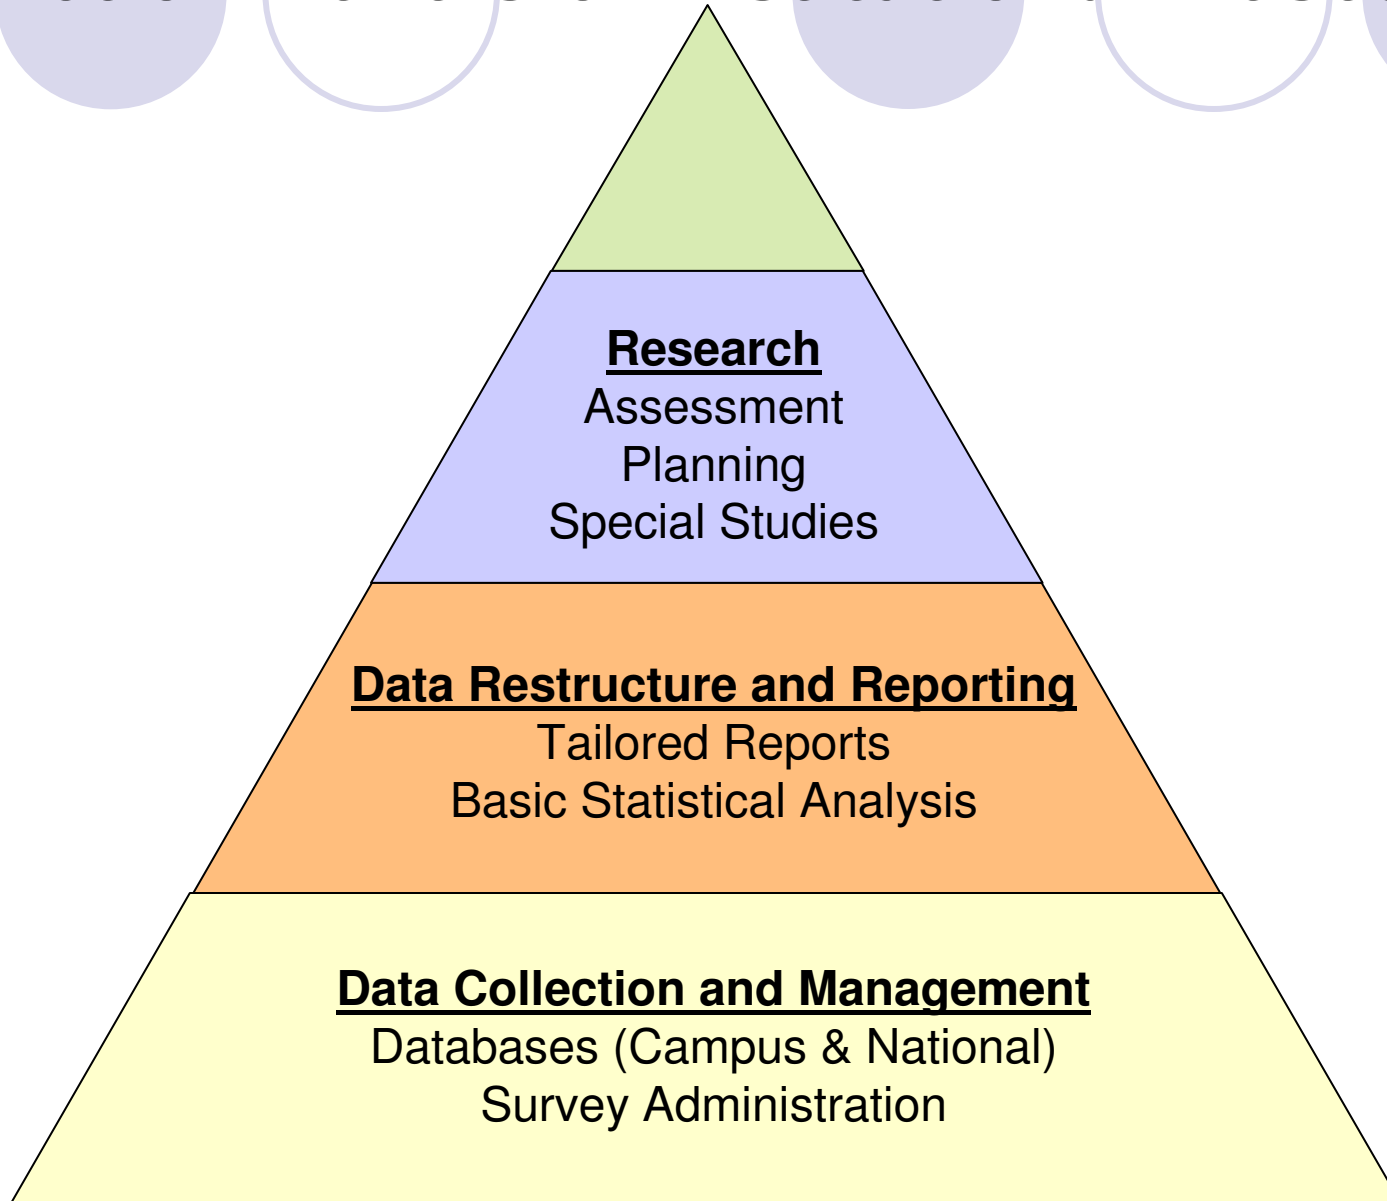 Research
Assessment
Planning
Special Studies
Data Restructure and Reporting
Tailored Reports
Basic Statistical Analysis
Data Collection and Management
Databases (Campus & National)
Survey Administration